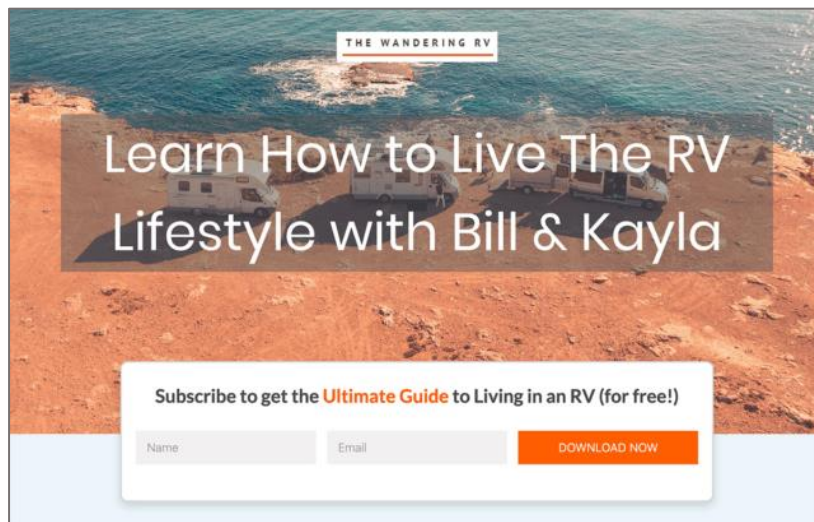 THE WANDERING RV
Learn How to Live The RV
Lifestyle with Bill & Kayla
Subscribe to get the Ultimate Guide to Living in an RV (for free!)
Name
Email
DOWNLOAD NOW